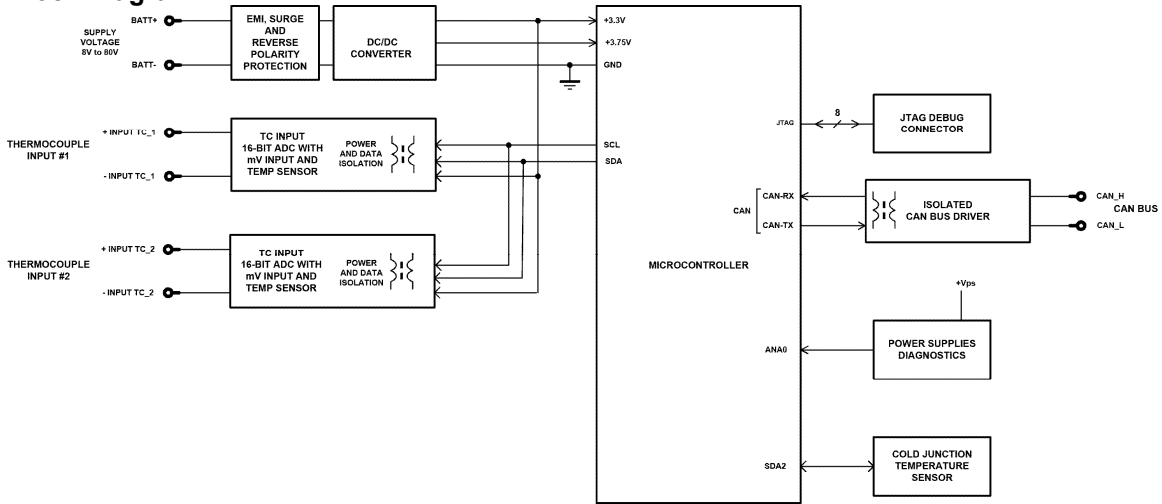 BATT+
SUPPLY
VOLTAGE
8V to 80V
BATT-
EMI, SURGE
AND
REVERSE
POLARITY
PROTECTION
DC/DC
CONVERTER
+3.3V
+3.75V
GND
THERMOCOUPLE
INPUT #1
+ INPUT TC_1
- INPUT TC_1
TC INPUT
16-BIT ADC WITH
mV INPUT AND
TEMP SENSOR
POWER
AND DATA
ISOLATION
SCL
SDA
THERMOCOUPLE
INPUT #2
+ INPUT TC_2
- INPUT TC_2
TC INPUT
16-BIT ADC WITH
mV INPUT AND
TEMP SENSOR
POWER
AND DATA
ISOLATION
MICROCONTROLLER
JTAG
8
JTAG DEBUG
CONNECTOR
CAN
CAN-RX
CAN-TX
ISOLATED
CAN BUS DRIVER
CAN_H
CAN BUS
CAN_L
+Vps
ANA0
POWER SUPPLIES
DIAGNOSTICS
SDA2
COLD JUNCTION
TEMPERATURE
SENSOR